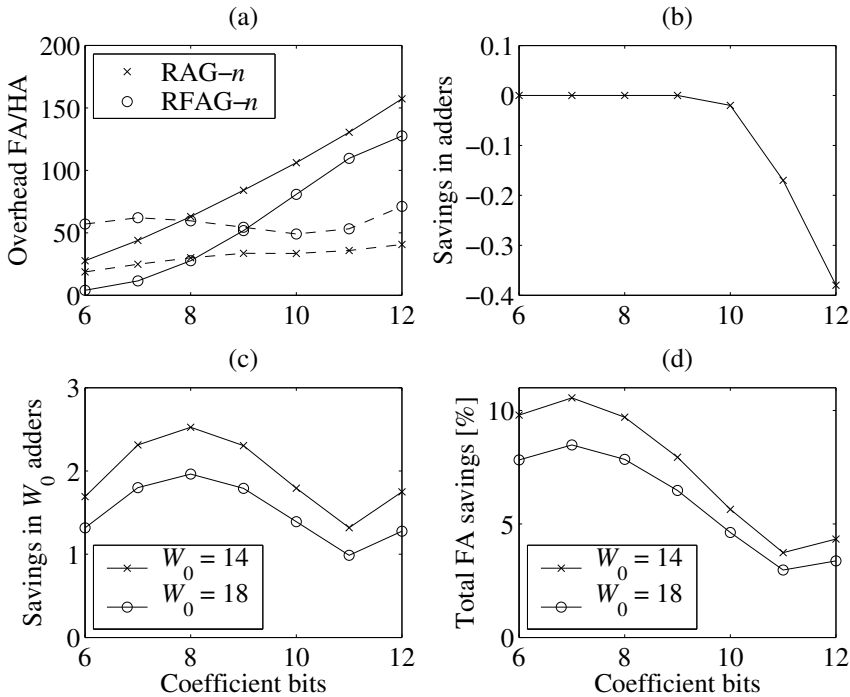 (a)
Overhead FA/HA
200
150
100
50
0
6 8 10 12
RAG–n
RFAG–n
(b)
Savings in adders
0.1
0
−0.1
−0.2
−0.3
−0.4
6 8 10 12
(c)
Savings in W0 adders
3
2
1
0
6 8 10 12
Coefficient bits
W0 = 14
W0 = 18
(d)
Total FA savings [%]
10
5
0
6 8 10 12
Coefficient bits
W0 = 14
W0 = 18